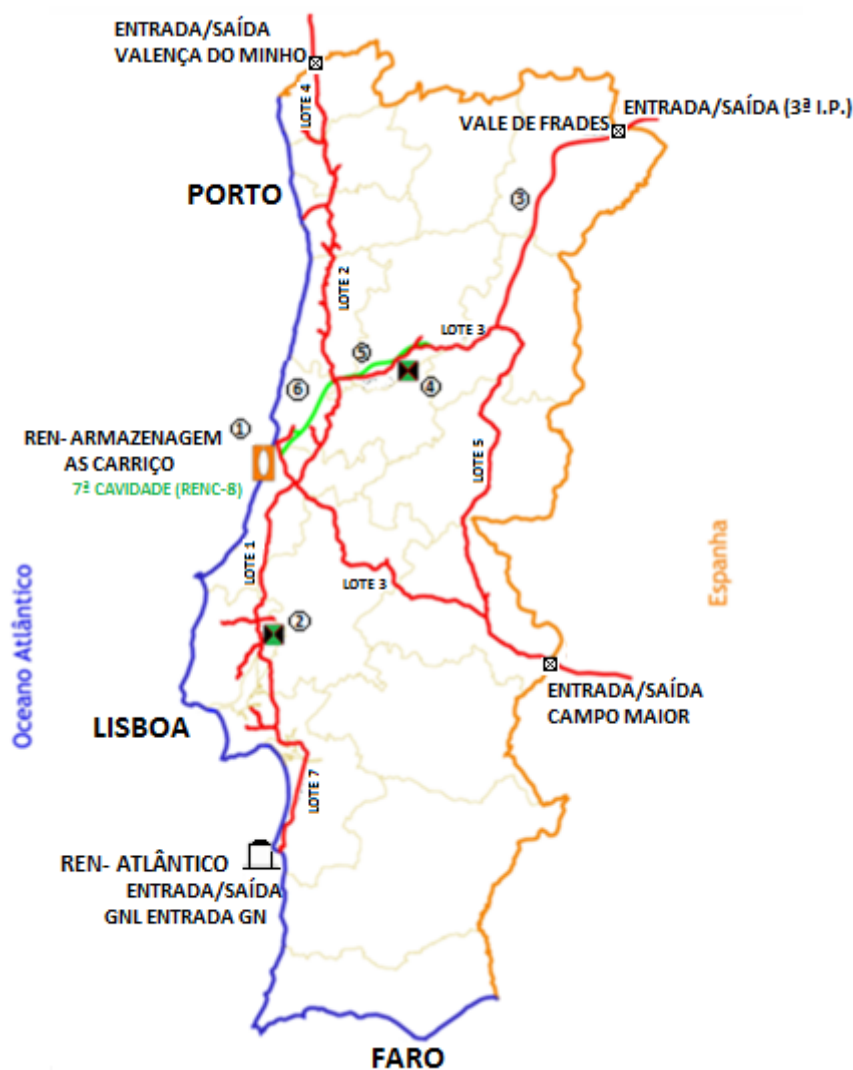 ENTRADA/SAÍDA
VALENÇA DO MINHO
LOTE 4
ENTRADA/SAÍDA (3ª I.P.)
VALE DE FRADES
PORTO
3
LOTE 2
LOTE 3
5
4
6
1
REN- ARMAZENAGEM
AS CARRIÇO
7ª CAVIDADE (RENC-8)
LOTE 5
LOTE 1
LOTE 3
Espanha
Oceano Atlântico
2
ENTRADA/SAÍDA
CAMPO MAIOR
LISBOA
LOTE 7
REN- ATLÂNTICO
ENTRADA/SAÍDA
GNL ENTRADA GN
FARO